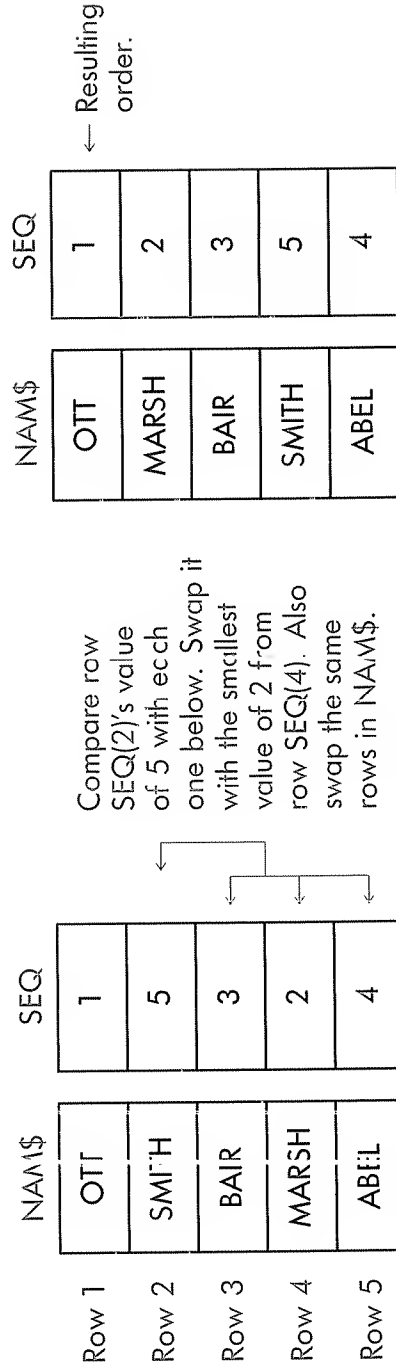 NAM$ SEQ
Row 1 OTT 1
Row 2 SMITH 5
Row 3 BAIR 3
Row 4 MARSH 2
Row 5 ABEL 4
Compare row
SEQ(2)'s value
of 5 with each
one below. Swap it
with the smallest
value of 2 from
row SEQ(4). Also
swap the same
rows in NAM$.
NAM$ SEQ
OTT 1 ← Resulting
order.
MARSH 2
BAIR 3
SMITH 5
ABEL 4